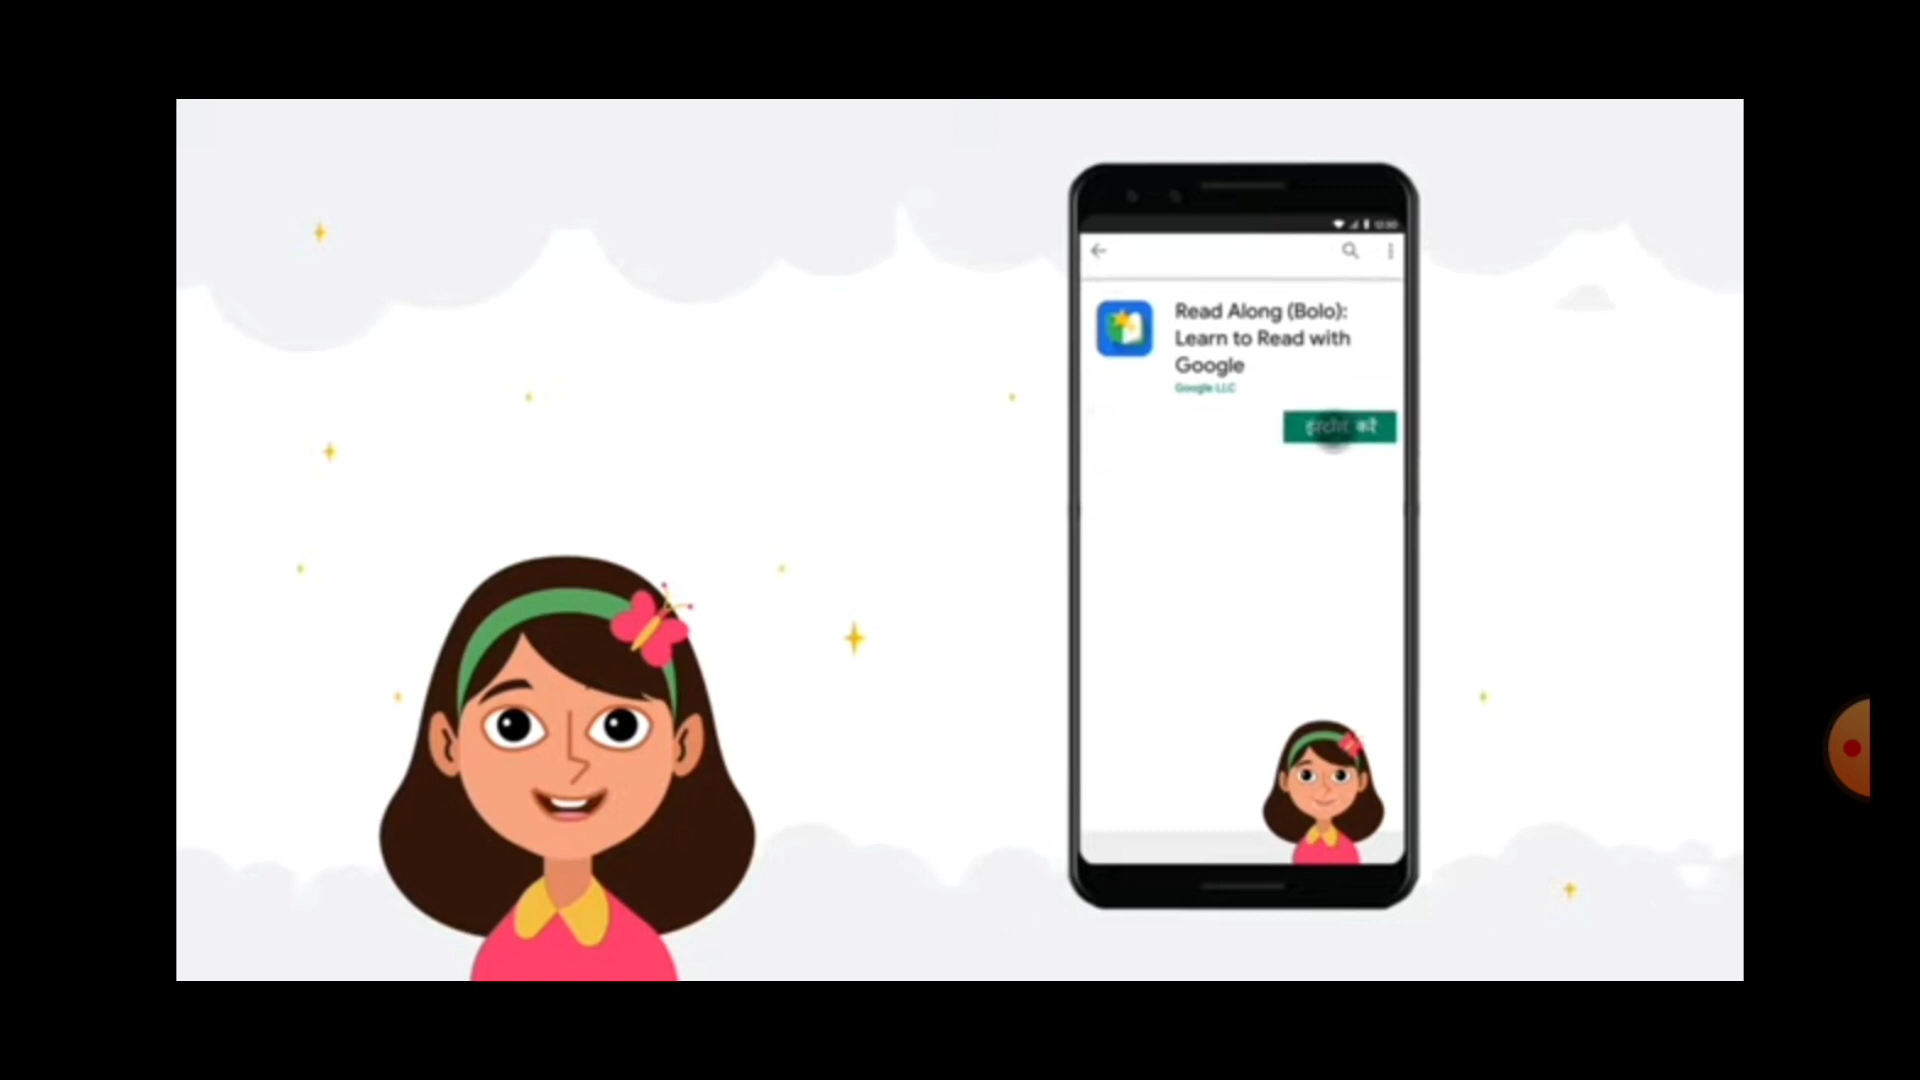 Read Along (Bolo):
Learn to Read with
Google
Google LLC
करें